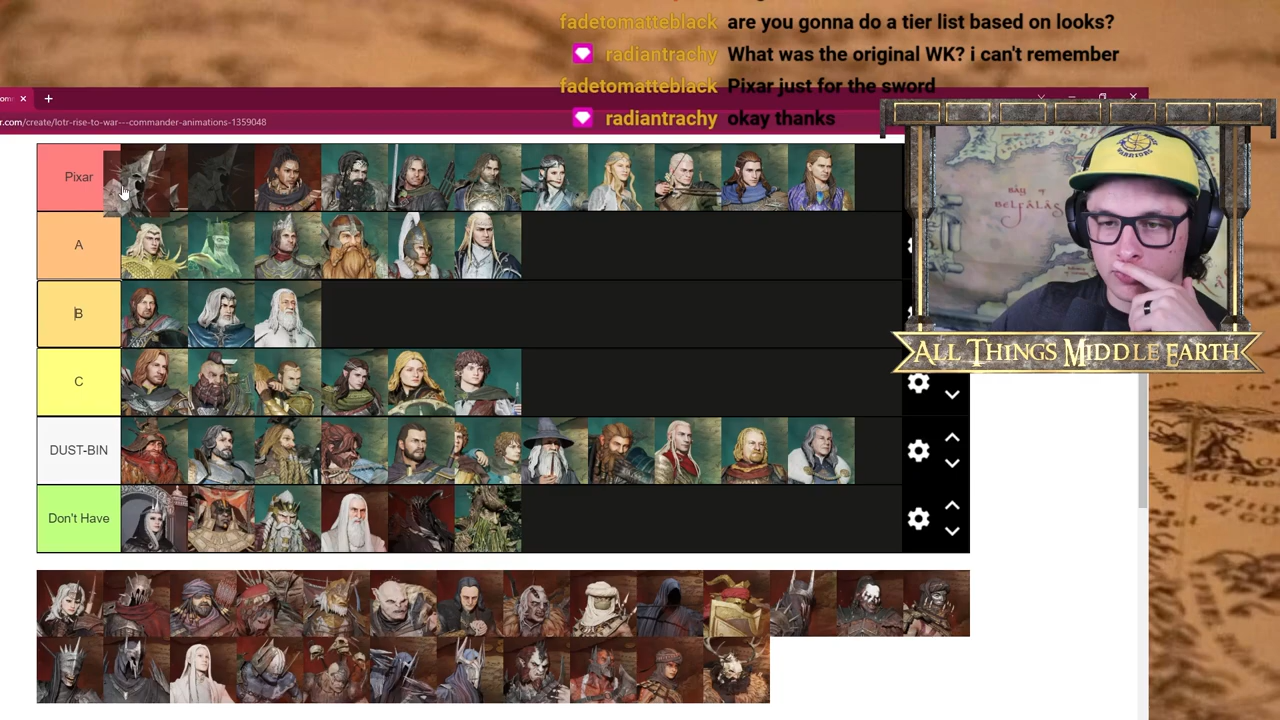 fadetomatteblack are you gonna do a tier list based on looks?
radiantrachy What was the original WK? i can't remember
fadetomatteblack Pixar just for the sword
radiantrachy okay thanks
r.com/create/lotr-rise-to-war---commander-animations-1359048
Pixar
A
B
C
DUST-BIN
Don't Have
BAY OF
BELFALAS
WARRIORS
ALL THINGS MIDDLE EARTH